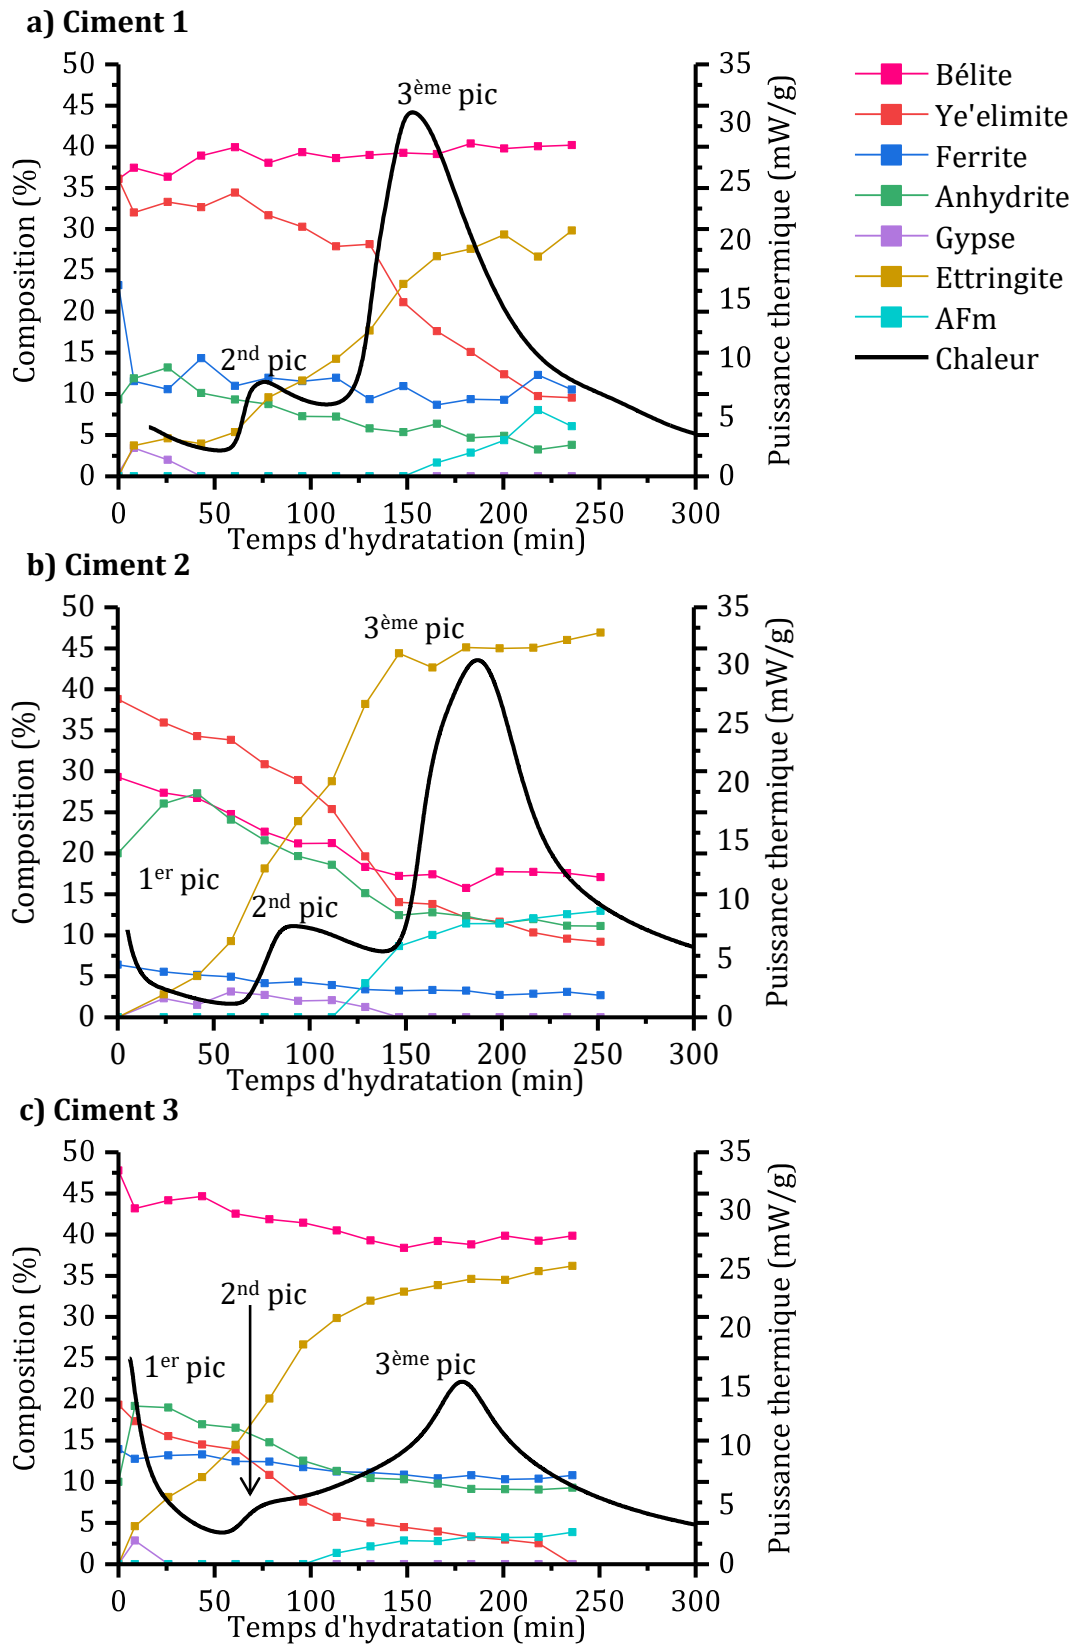 a) Ciment 1
50
45
40
35
30
25
20
15
10
5
0
Composition (%)
3ème pic
2nd pic
35
30
25
20
15
10
5
0
Puissance thermique (mW/g)
0 50 100 150 200 250 300
Temps d'hydratation (min)
Bélite
Ye'elimite
Ferrite
Anhydrite
Gypse
Ettringite
AFm
Chaleur
b) Ciment 2
50
45
40
35
30
25
20
15
10
5
0
Composition (%)
3ème pic
1er pic
2nd pic
35
30
25
20
15
10
5
0
Puissance thermique (mW/g)
0 50 100 150 200 250 300
Temps d'hydratation (min)
c) Ciment 3
50
45
40
35
30
25
20
15
10
5
0
Composition (%)
2nd pic
1er pic
3ème pic
35
30
25
20
15
10
5
0
Puissance thermique (mW/g)
0 50 100 150 200 250 300
Temps d'hydratation (min)